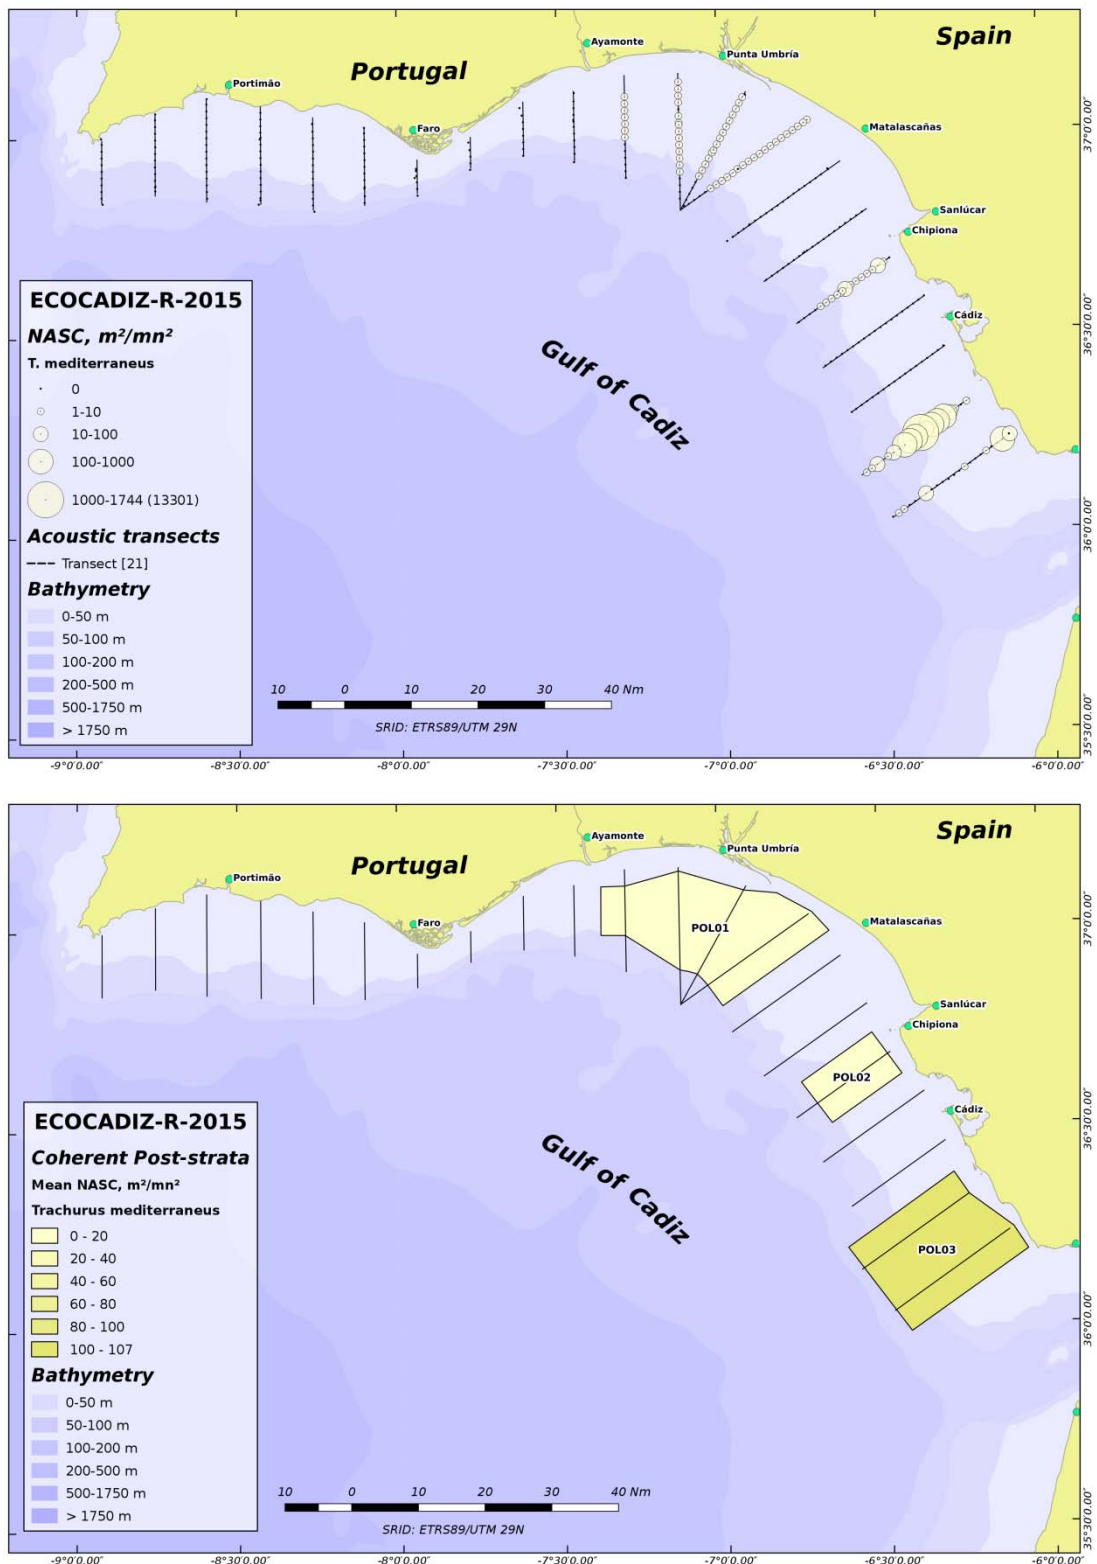 Spain
Ayamonte
Punta Umbría
Portugal
Portimão
Faro
Matalascañas
37°0'0.00"
Sanlúcar
Chipiona
Cádiz
36°30'0.00"
Gulf of Cadiz
36°0'0.00"
35°30'0.00"
ECOCADIZ-R-2015
NASC, m²/mn²
T. mediterraneus
0
1-10
10-100
100-1000
1000-1744 (13301)
Acoustic transects
Transect [21]
Bathymetry
0-50 m
50-100 m
100-200 m
200-500 m
500-1750 m
> 1750 m
10 0 10 20 30 40 Nm
SRID: ETRS89/UTM 29N
-9°0'0.00" -8°30'0.00" -8°0'0.00" -7°30'0.00" -7°0'0.00" -6°30'0.00" -6°0'0.00"
Spain
Ayamonte
Punta Umbría
Portugal
Portimão
Faro
Matalascañas
POL01
37°0'0.00"
Sanlúcar
Chipiona
POL02
Cádiz
36°30'0.00"
Gulf of Cadiz
POL03
36°0'0.00"
35°30'0.00"
ECOCADIZ-R-2015
Coherent Post-strata
Mean NASC, m²/mn²
Trachurus mediterraneus
0 - 20
20 - 40
40 - 60
60 - 80
80 - 100
100 - 107
Bathymetry
0-50 m
50-100 m
100-200 m
200-500 m
500-1750 m
> 1750 m
10 0 10 20 30 40 Nm
SRID: ETRS89/UTM 29N
-9°0'0.00" -8°30'0.00" -8°0'0.00" -7°30'0.00" -7°0'0.00" -6°30'0.00" -6°0'0.00"